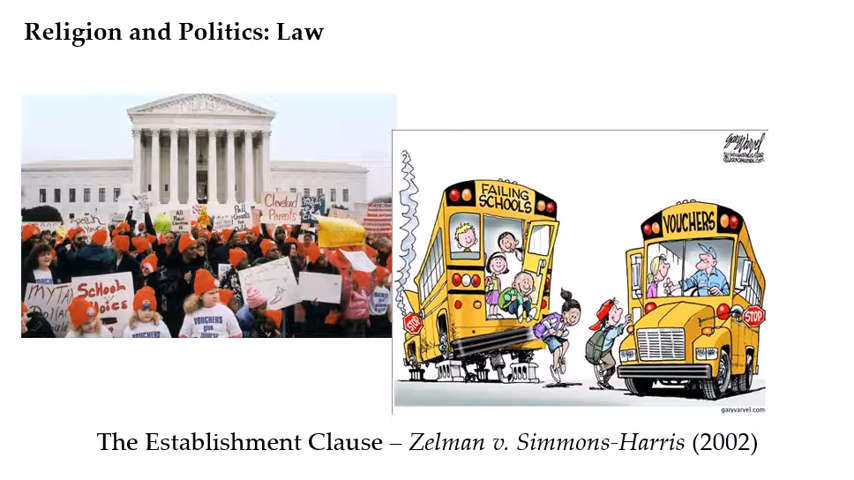 Religion and Politics: Law
Cleveland
Parents
School
VOUCHERS
FAILING
SCHOOLS
VOUCHERS
STOP
STOP
garyvarvel.com
The Establishment Clause – Zelman v. Simmons-Harris (2002)